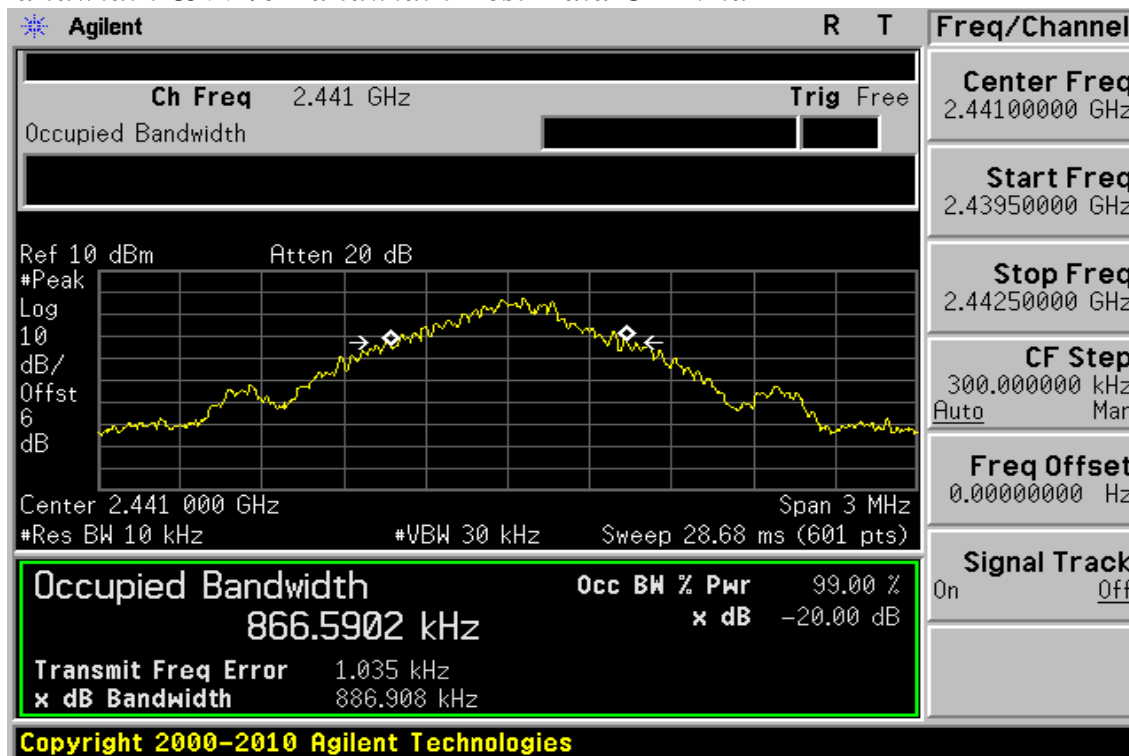 Agilent R T Freq/Channel
Ch Freq 2.441 GHz Trig Free
Occupied Bandwidth
Center Freq
2.44100000 GHz
Start Freq
2.43950000 GHz
Stop Freq
2.44250000 GHz
CF Step
300.000000 kHz
Auto Man
Freq Offset
0.00000000 Hz
Signal Track
On Off
Ref 10 dBm Atten 20 dB
#Peak
Log
10
dB/
Offst
6
dB
Center 2.441 000 GHz Span 3 MHz
#Res BW 10 kHz #VBW 30 kHz Sweep 28.68 ms (601 pts)
Occupied Bandwidth Occ BW % Pwr 99.00 %
866.5902 kHz x dB -20.00 dB
Transmit Freq Error 1.035 kHz
x dB Bandwidth 886.908 kHz
Copyright 2000-2010 Agilent Technologies